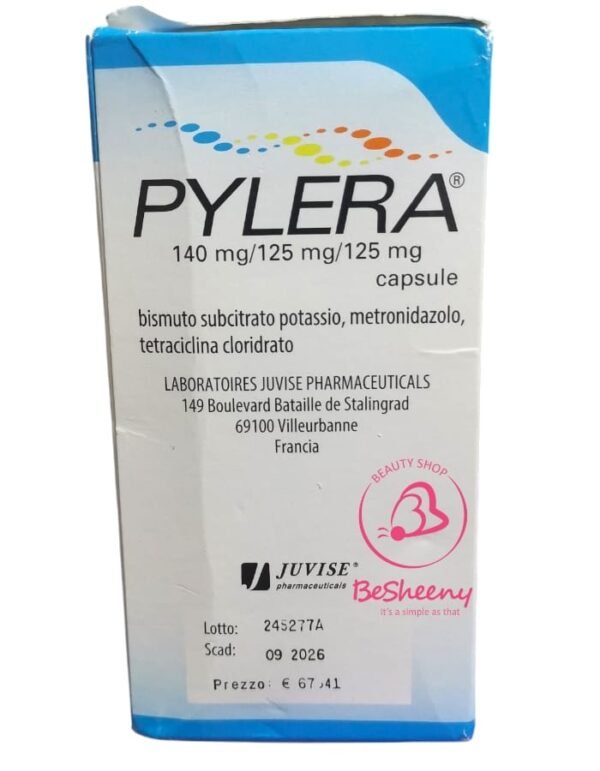 PYLERA®
140 mg/125 mg/125 mg
capsule
bismuto subcitrato potassio, metronidazolo,
tetraciclina cloridrato
LABORATOIRES JUVISE PHARMACEUTICALS
149 Boulevard Bataille de Stalingrad
69100 Villeurbanne
Francia
BEAUTY SHOP
JUVISE®
pharmaceuticals
BeSheeny
it's a simple as that
Lotto: 245277A
Scad: 09 2026
Prezzo: € 67,41